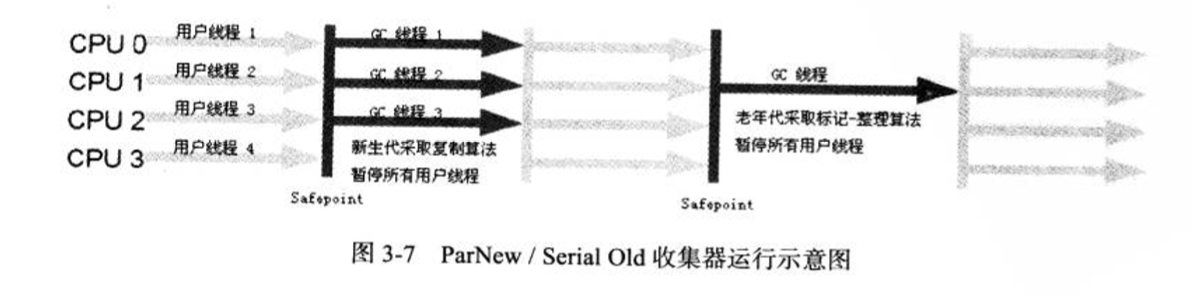 CPU 0
用户线程 1
GC 线程 1
CPU 1
用户线程 2
GC 线程 2
GC 线程
CPU 2
用户线程 3
GC 线程 3
老年代采取标记-整理算法
CPU 3
用户线程 4
新生代采取复制算法
暂停所有用户线程
暂停所有用户线程
Safepoint
Safepoint
图 3-7 ParNew / Serial Old 收集器运行示意图